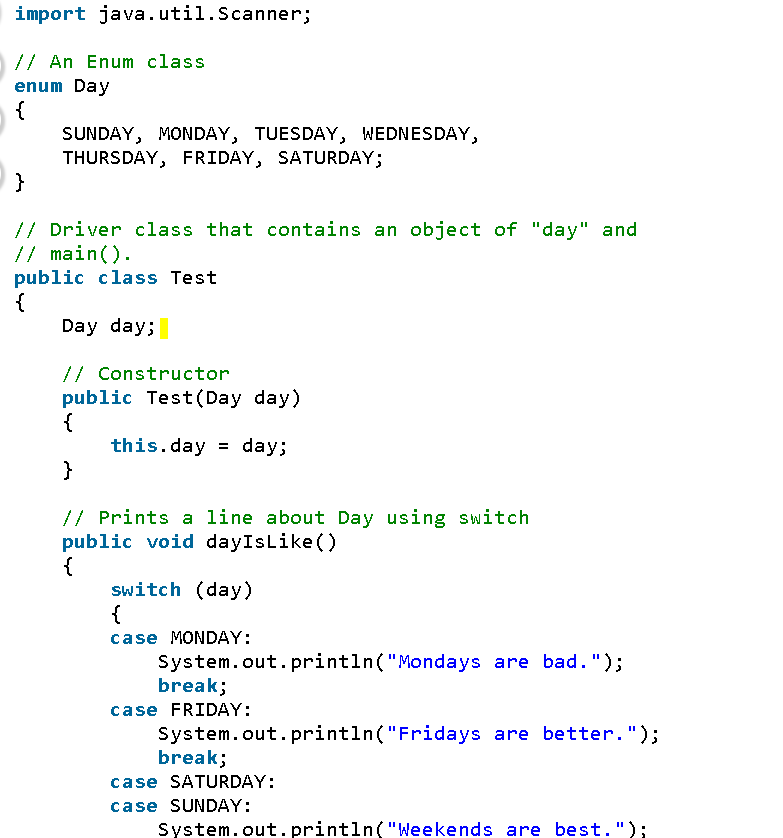 import java.util.Scanner;
// An Enum class
enum Day
{
    SUNDAY, MONDAY, TUESDAY, WEDNESDAY,
    THURSDAY, FRIDAY, SATURDAY;
}
// Driver class that contains an object of "day" and
// main().
public class Test
{
    Day day;
    // Constructor
    public Test(Day day)
    {
        this.day = day;
    }
    // Prints a line about Day using switch
    public void dayIsLike()
    {
        switch (day)
        {
        case MONDAY:
            System.out.println("Mondays are bad.");
            break;
        case FRIDAY:
            System.out.println("Fridays are better.");
            break;
        case SATURDAY:
        case SUNDAY:
            System.out.println("Weekends are best.");